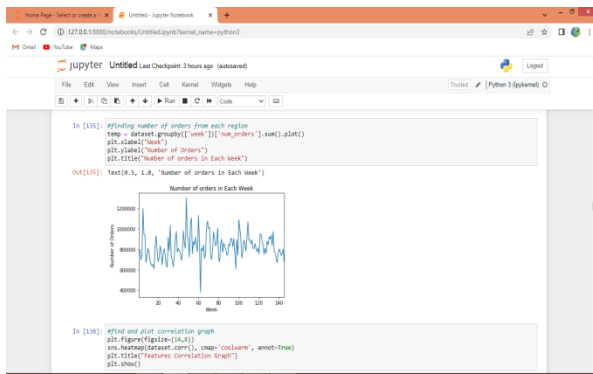 Home Page - Select or create a n
Untitled - Jupyter Notebook
127.0.0.1:8888/notebooks/Untitled.ipynb?kernel_name=python3
Gmail
YouTube
Maps
jupyter Untitled Last Checkpoint: 3 hours ago (autosaved)
Logout
File Edit View Insert Cell Kernel Widgets Help
Trusted
Python 3 (ipykernel)
Run
Code
In [135]: #finding number of orders from each region
temp = dataset.groupby(['week'])['num_orders'].sum().plot()
plt.xlabel("Week")
plt.ylabel("Number of Orders")
plt.title("Number of orders in Each Week")
Out[135]: Text(0.5, 1.0, 'Number of orders in Each Week')
Number of orders in Each Week
1200000
1000000
800000
600000
400000
Number of Orders
20 40 60 80 100 120 140
Week
In [136]: #find and plot correlation graph
plt.figure(figsize=(14,8))
sns.heatmap(dataset.corr(), cmap='coolwarm', annot=True)
plt.title("Features Correlation Graph")
plt.show()